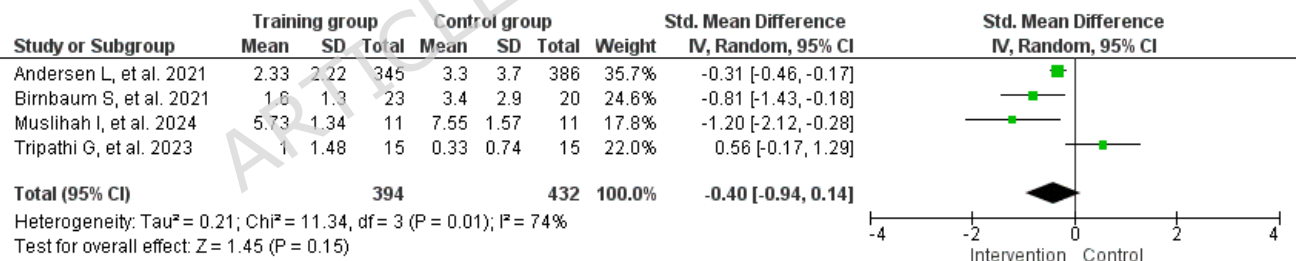 Training group Control group Std. Mean Difference Std. Mean Difference
Study or Subgroup Mean SD Total Mean SD Total Weight IV, Random, 95% CI IV, Random, 95% CI
Andersen L, et al. 2021 2.33 2.22 345 3.3 3.7 386 35.7% -0.31 [-0.46, -0.17]
Birnbaum S, et al. 2021 1.6 1.3 23 3.4 2.9 20 24.6% -0.81 [-1.43, -0.18]
Muslihah I, et al. 2024 5.73 1.34 11 7.55 1.57 11 17.8% -1.20 [-2.12, -0.28]
Tripathi G, et al. 2023 1 1.48 15 0.33 0.74 15 22.0% 0.56 [-0.17, 1.29]
Total (95% CI) 394 432 100.0% -0.40 [-0.94, 0.14]
Heterogeneity: Tau² = 0.21; Chi² = 11.34, df = 3 (P = 0.01); I² = 74%
Test for overall effect: Z = 1.45 (P = 0.15)
-4 -2 0 2 4
Intervention Control
ARTICLE